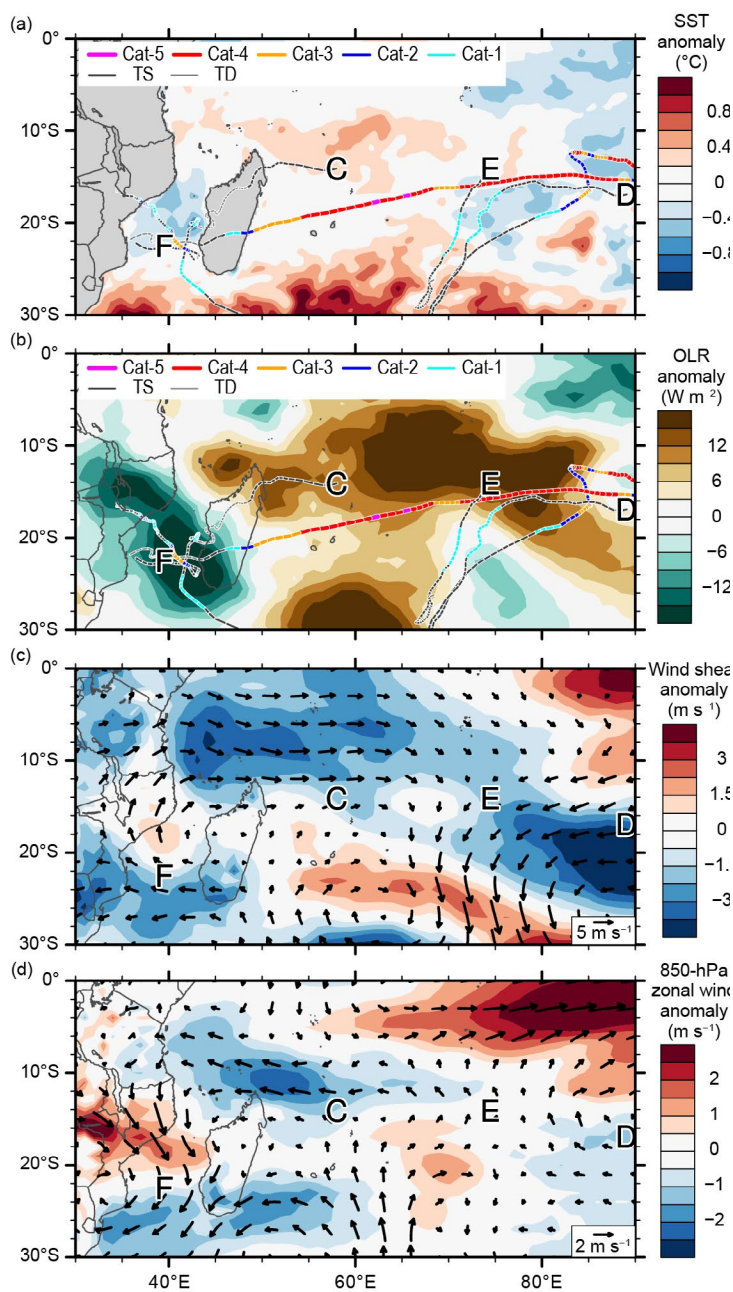 (a)
0°
10°S
20°S
30°S
Cat-5 Cat-4 Cat-3 Cat-2 Cat-1
TS TD
C
E
D
F
SST
anomaly
(°C)
0.8
0.4
0
−0.4
−0.8
(b)
0°
10°S
20°S
30°S
Cat-5 Cat-4 Cat-3 Cat-2 Cat-1
TS TD
C
E
D
F
OLR
anomaly
(W m 2)
12
6
0
−6
−12
(c)
0°
10°S
20°S
30°S
C
E
D
F
5 m s−1
Wind shea
anomaly
(m s 1)
3
1.5
0
−1.
−3
(d)
0°
10°S
20°S
30°S
C
E
D
F
2 m s−1
850-hPa
zonal wind
anomaly
(m s−1)
2
1
0
−1
−2
40°E 60°E 80°E